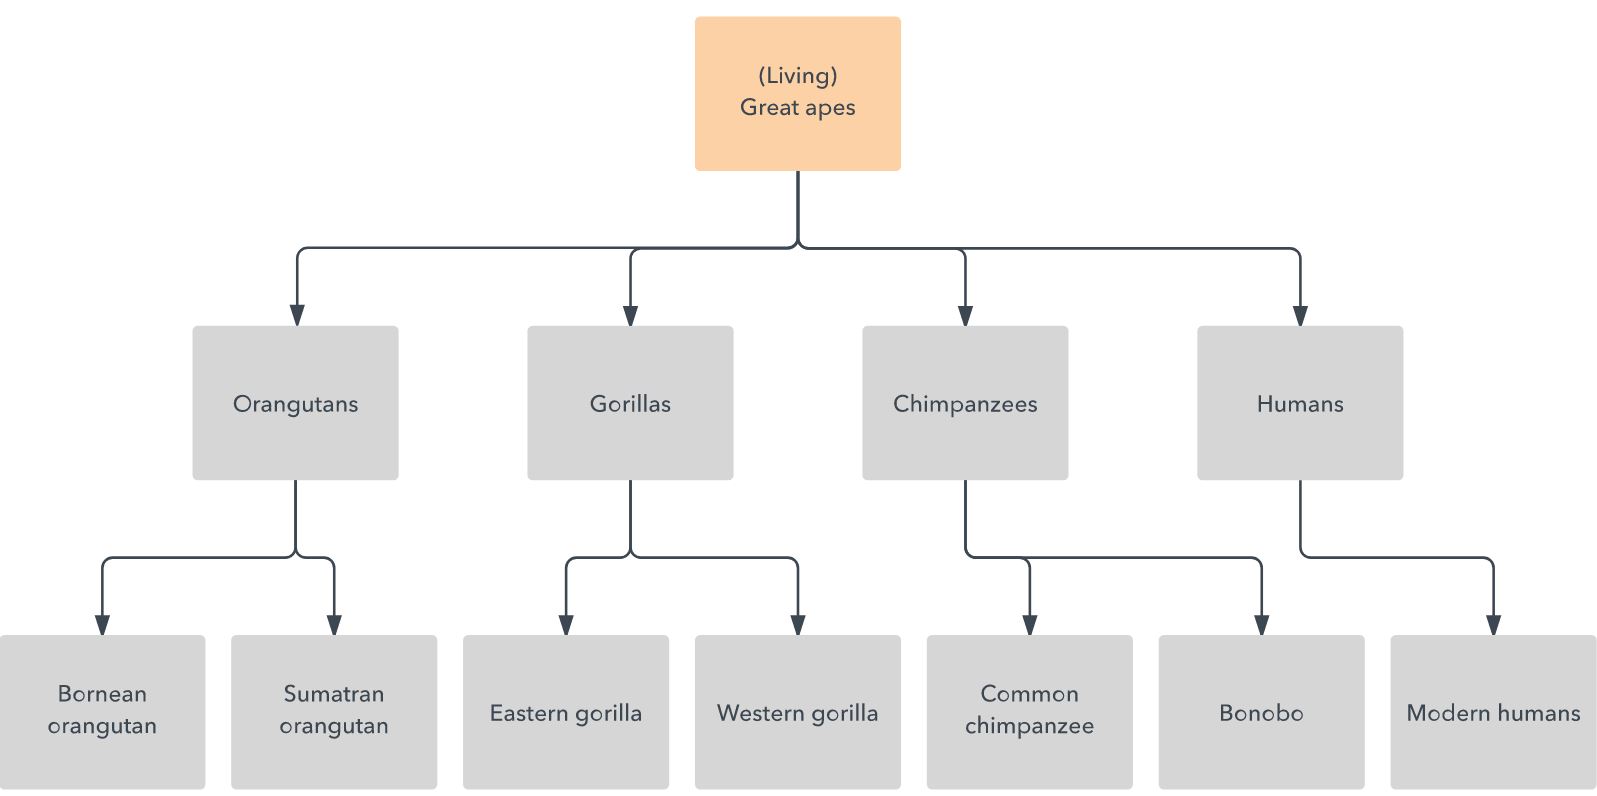 (Living)
Great apes
Orangutans
Gorillas
Chimpanzees
Humans
Bornean
orangutan
Sumatran
orangutan
Eastern gorilla
Western gorilla
Common
chimpanzee
Bonobo
Modern humans